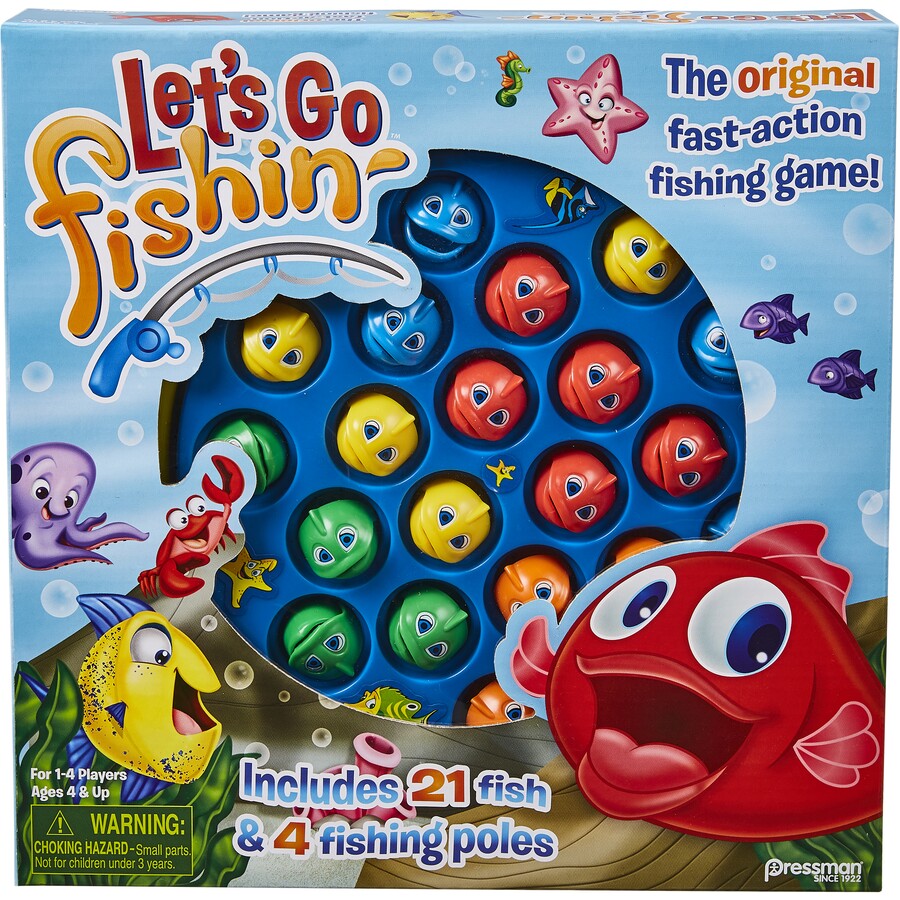 Let's Go
fishin'
™
The original
fast-action
fishing game!
Includes 21 fish
& 4 fishing poles
For 1-4 Players
Ages 4 & Up
WARNING:
CHOKING HAZARD - Small parts.
Not for children under 3 years.
pressman®
SINCE 1922